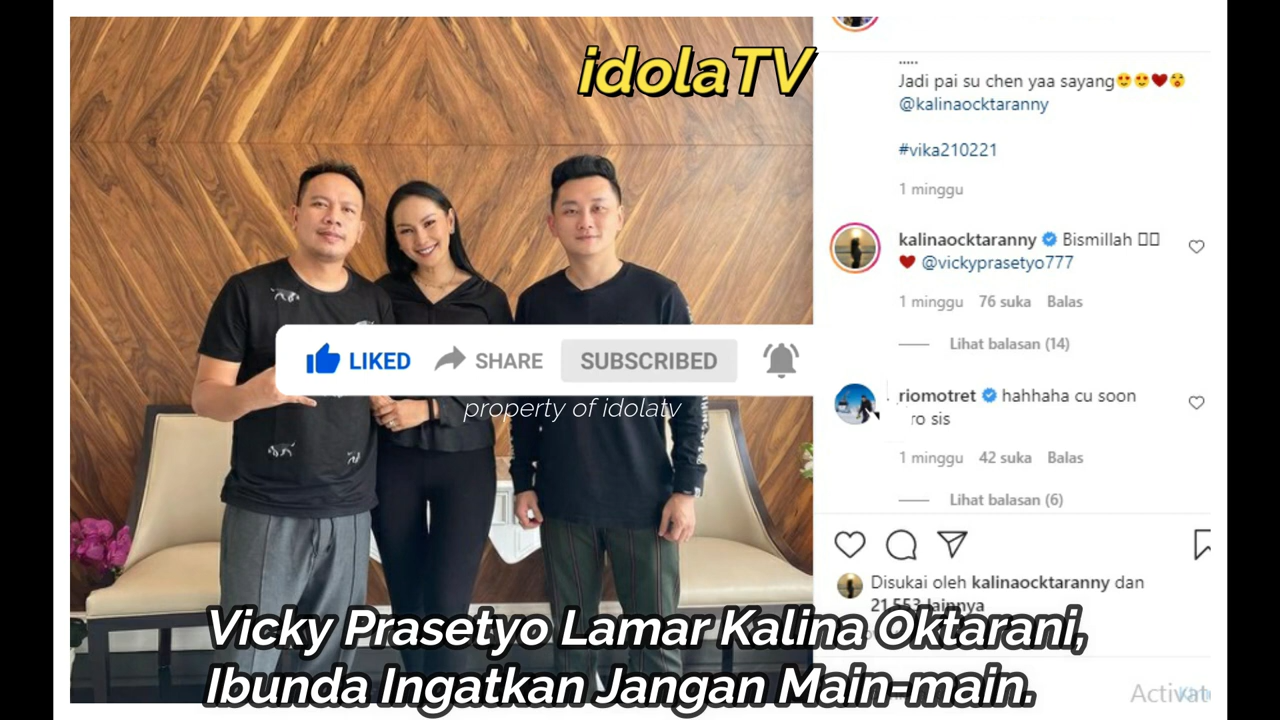 idolaTV
.....
Jadi pai su chen yaa sayang😍😍❤️😲
@kalinaocktaranny
#vika210221
1 minggu
kalinaocktaranny Bismillah
❤️ @vickyprasetyo777
1 minggu 76 suka Balas
Lihat balasan (14)
riomotret hahhaha cu soon
ro sis
1 minggu 42 suka Balas
Lihat balasan (6)
Disukai oleh kalinaocktaranny dan
21.553 lainnya
LIKED SHARE SUBSCRIBED
property of idolatv
Vicky Prasetyo Lamar Kalina Oktarani,
Ibunda Ingatkan Jangan Main-main.